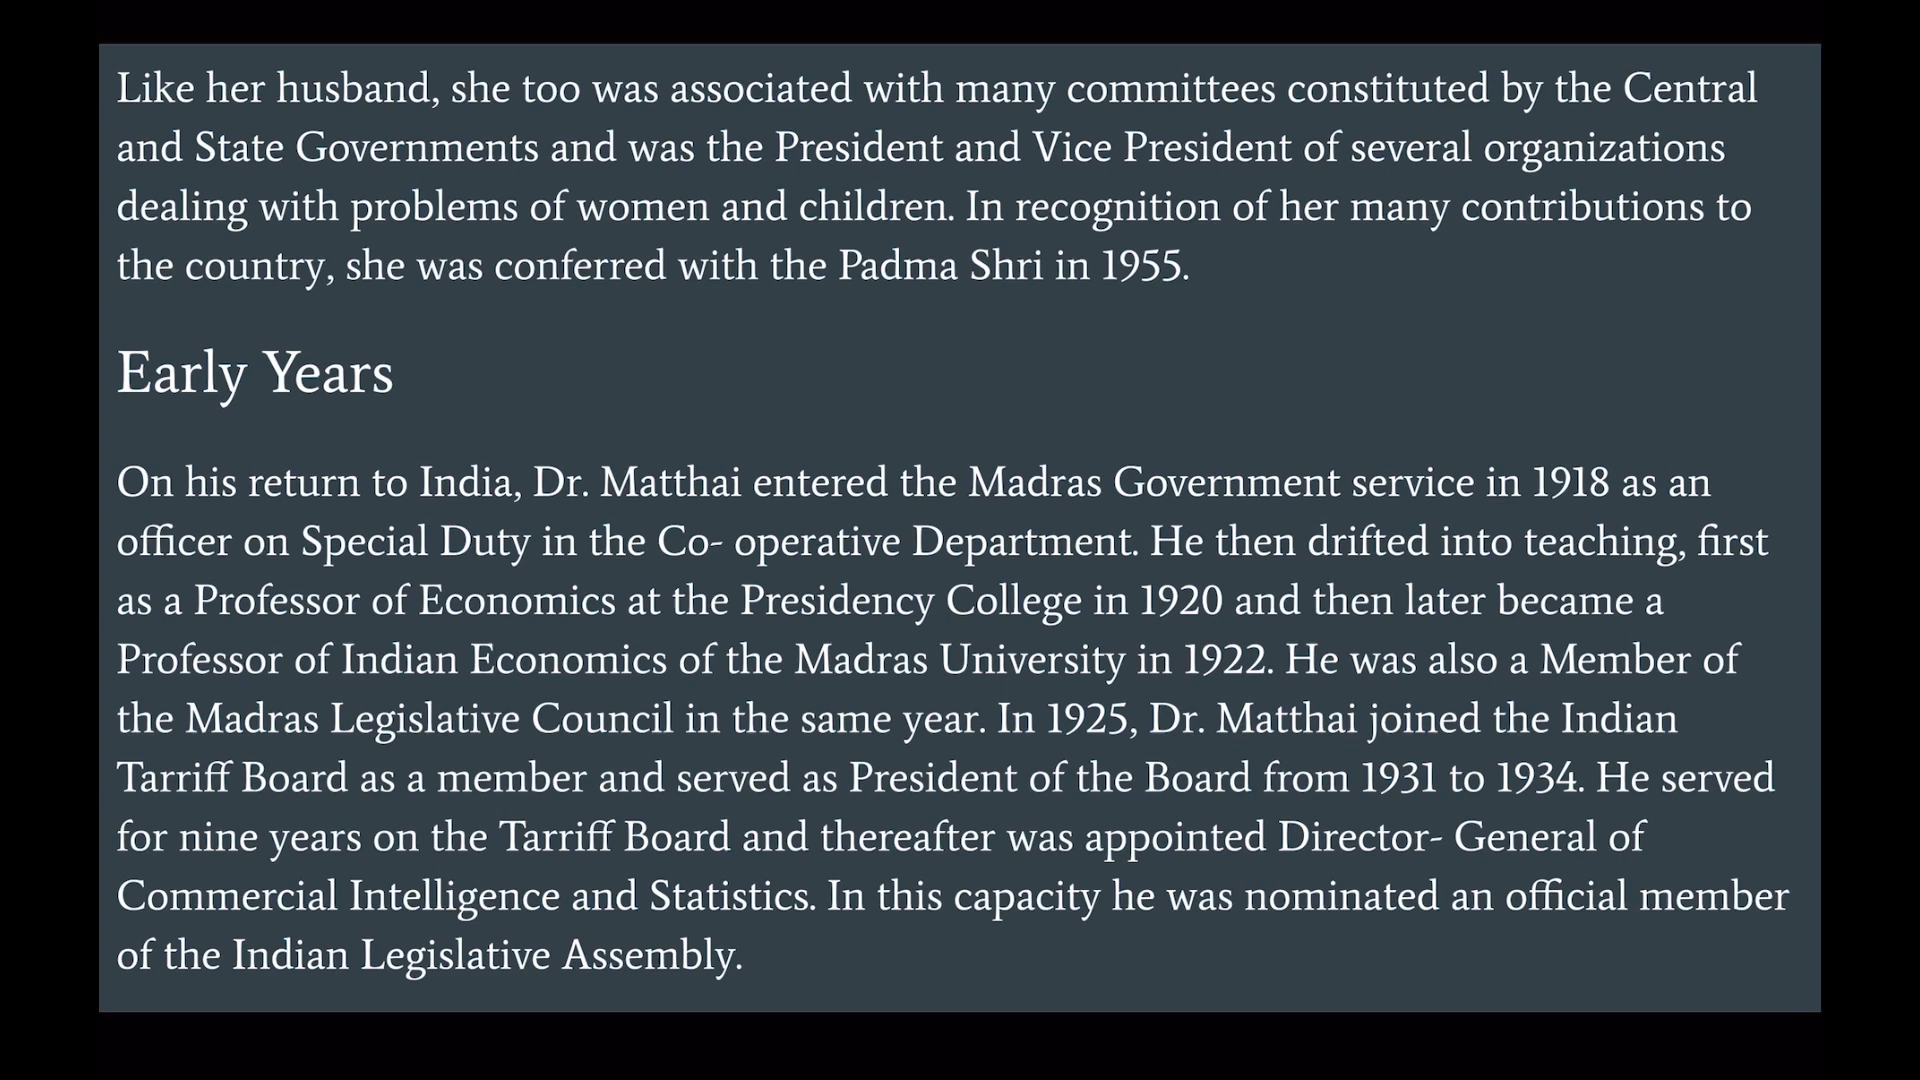 Like her husband, she too was associated with many committees constituted by the Central
and State Governments and was the President and Vice President of several organizations
dealing with problems of women and children. In recognition of her many contributions to
the country, she was conferred with the Padma Shri in 1955.
Early Years
On his return to India, Dr. Matthai entered the Madras Government service in 1918 as an
officer on Special Duty in the Co- operative Department. He then drifted into teaching, first
as a Professor of Economics at the Presidency College in 1920 and then later became a
Professor of Indian Economics of the Madras University in 1922. He was also a Member of
the Madras Legislative Council in the same year. In 1925, Dr. Matthai joined the Indian
Tarriff Board as a member and served as President of the Board from 1931 to 1934. He served
for nine years on the Tarriff Board and thereafter was appointed Director- General of
Commercial Intelligence and Statistics. In this capacity he was nominated an official member
of the Indian Legislative Assembly.